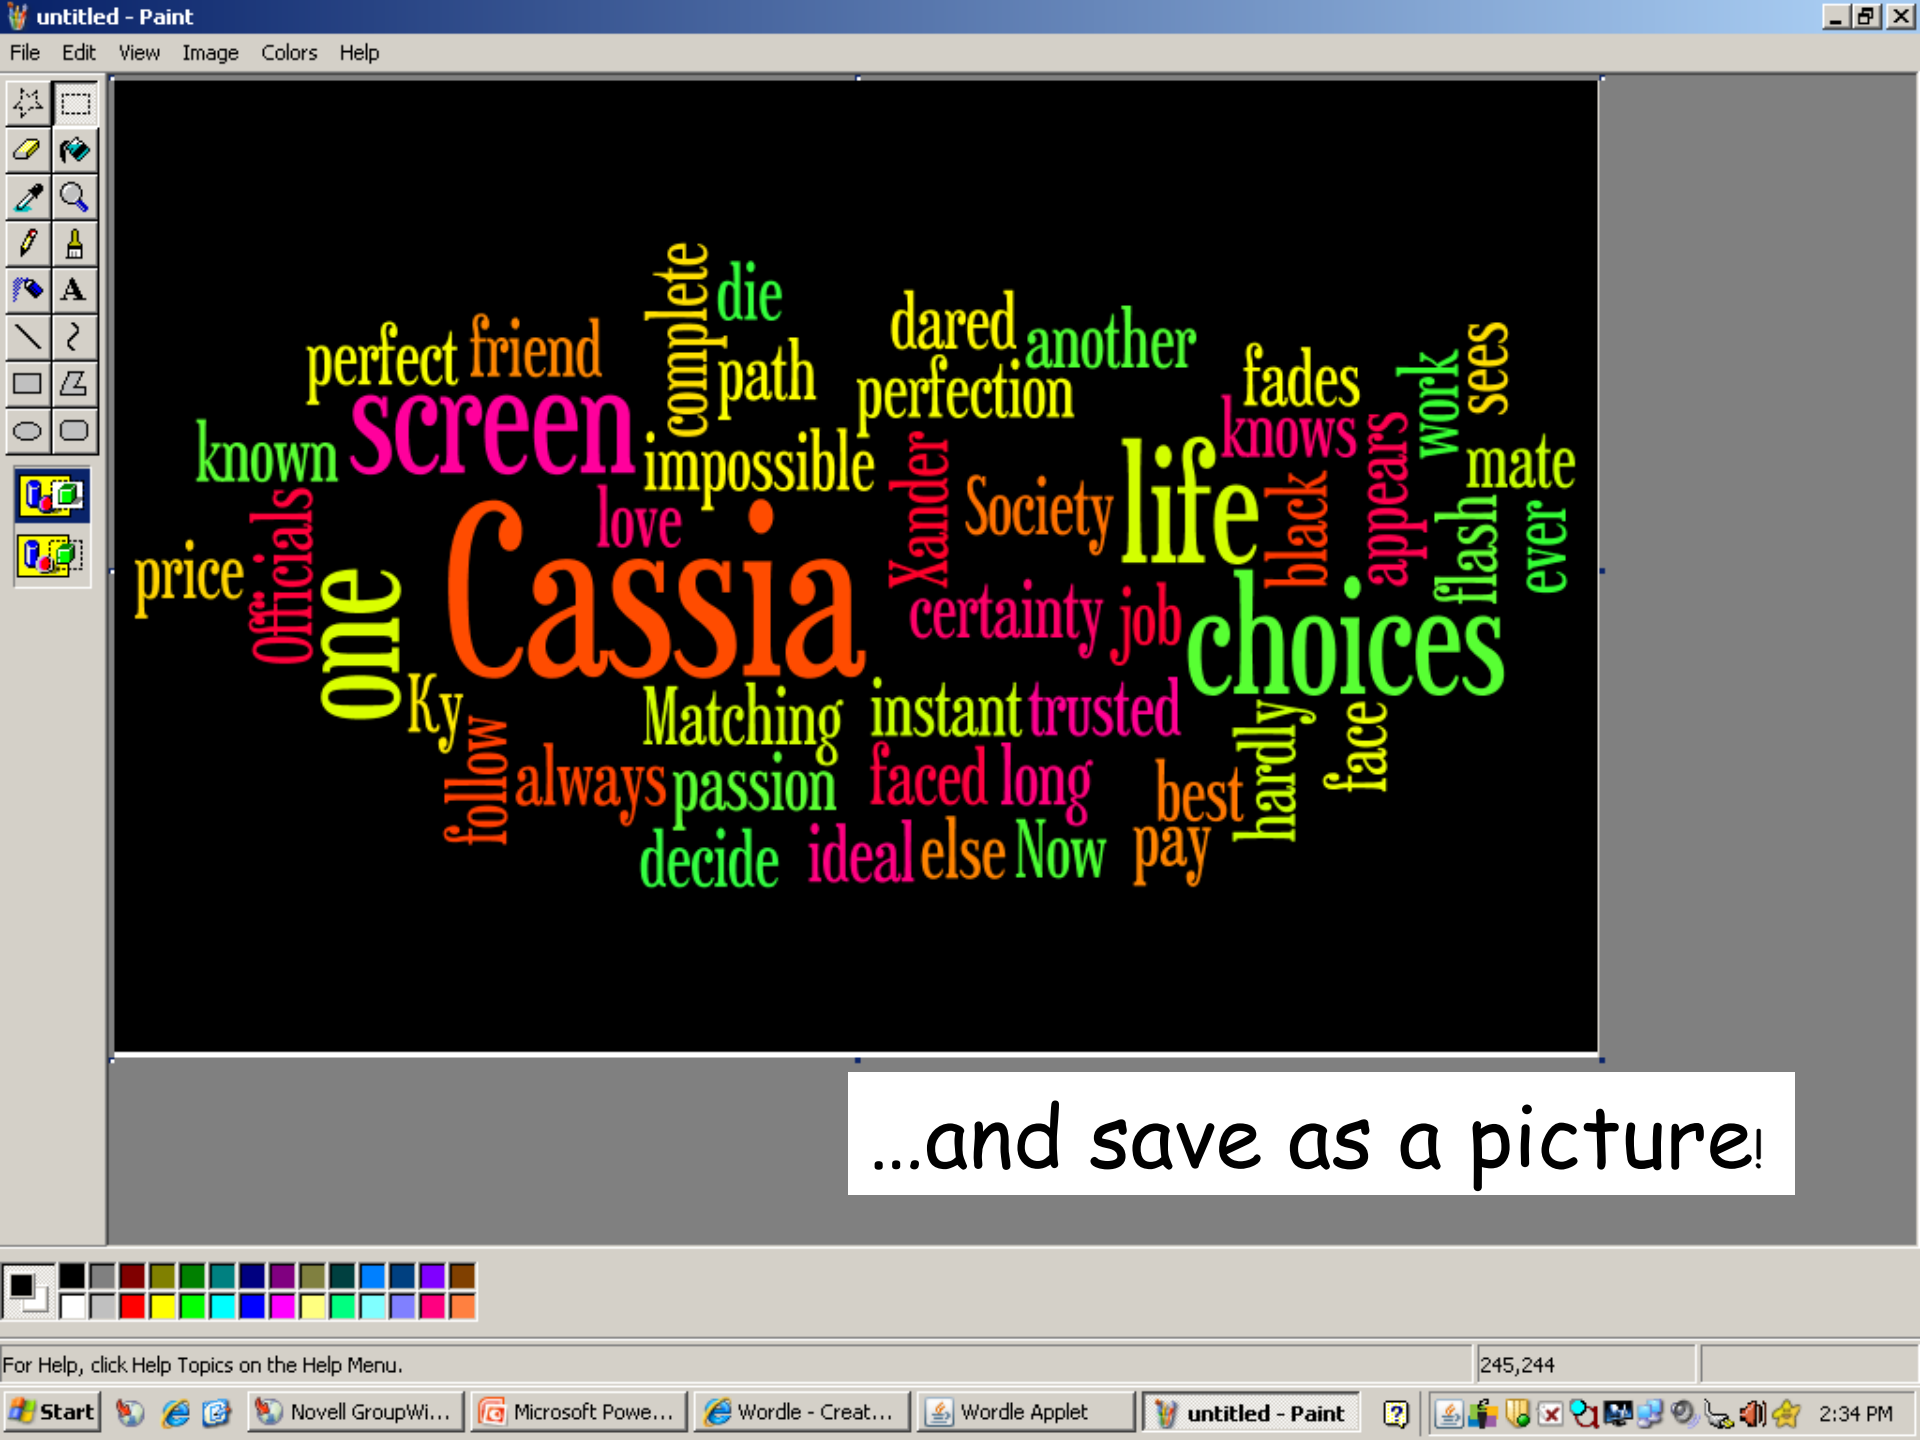 untitled - Paint
File Edit View Image Colors Help
complete
die
dared
another
perfect
friend
path
perfection
fades
work
sees
screen
knows
known
impossible
Xander
life
appears
mate
Officials
love
Society
black
flash
ever
price
one
Cassia
certainty
job
choices
Ky
Matching
instant
trusted
hardly
face
follow
always
passion
faced
long
best
decide
ideal
else
Now
pay
...and save as a picture!
For Help, click Help Topics on the Help Menu.
245,244
Start
Novell GroupWi...
Microsoft Powe...
Wordle - Creat...
Wordle Applet
untitled - Paint
2:34 PM